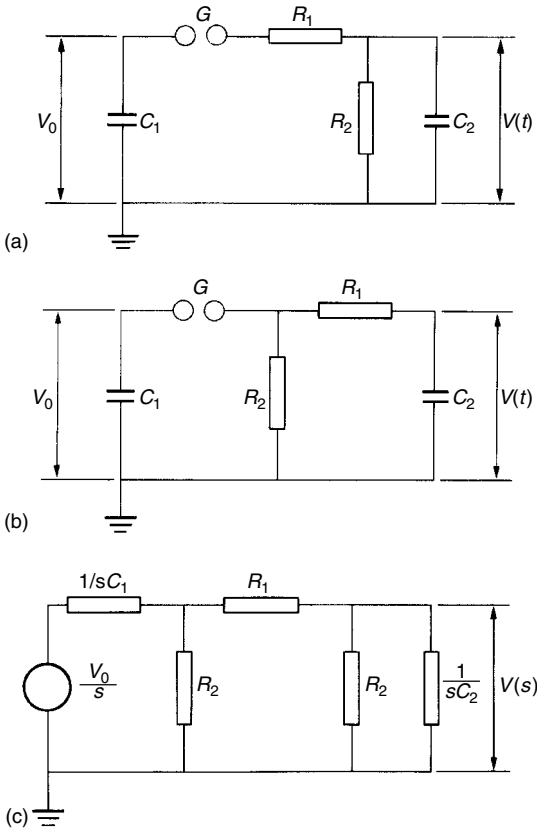 G
R₁
V₀
C₁
R₂
C₂
V(t)
(a)
G
R₁
V₀
C₁
R₂
C₂
V(t)
(b)
1/sC₁
R₁
V₀/s
R₂
R₂
1/sC₂
V(s)
(c)